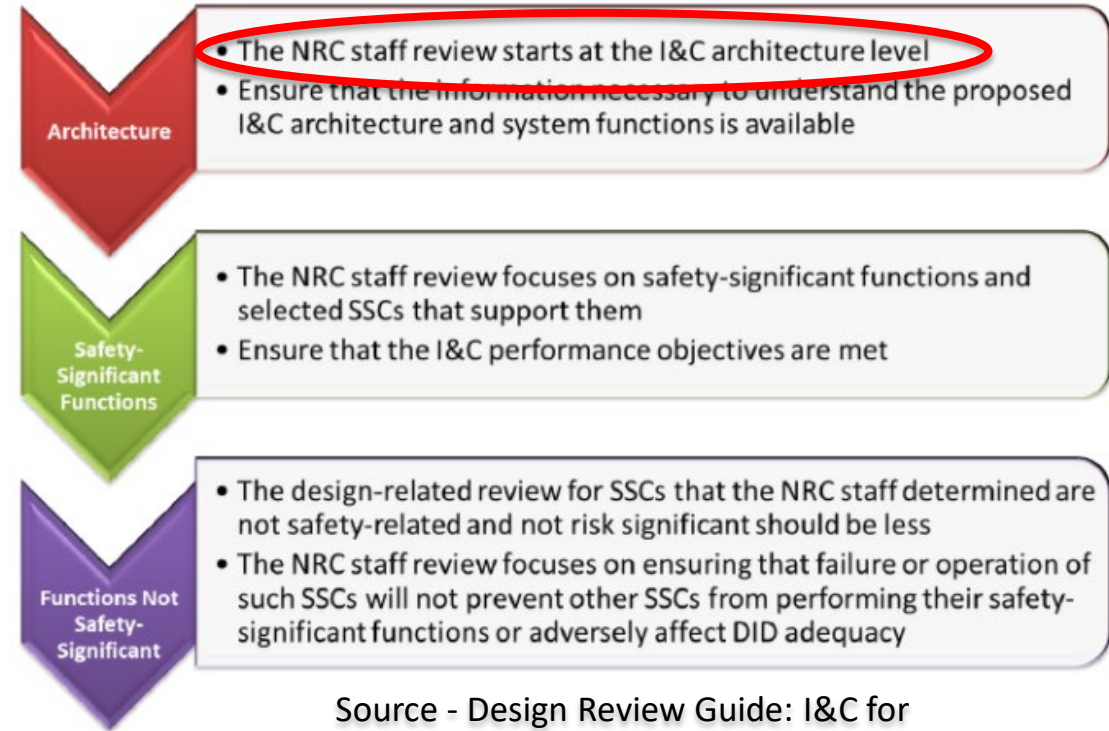 • The NRC staff review starts at the I&C architecture level
• Ensure that the information necessary to understand the proposed
I&C architecture and system functions is available
Architecture
• The NRC staff review focuses on safety-significant functions and
selected SSCs that support them
• Ensure that the I&C performance objectives are met
Safety-
Significant
Functions
• The design-related review for SSCs that the NRC staff determined are
not safety-related and not risk significant should be less
• The NRC staff review focuses on ensuring that failure or operation of
such SSCs will not prevent other SSCs from performing their safety-
significant functions or adversely affect DID adequacy
Functions Not
Safety-
Significant
Source - Design Review Guide: I&C for